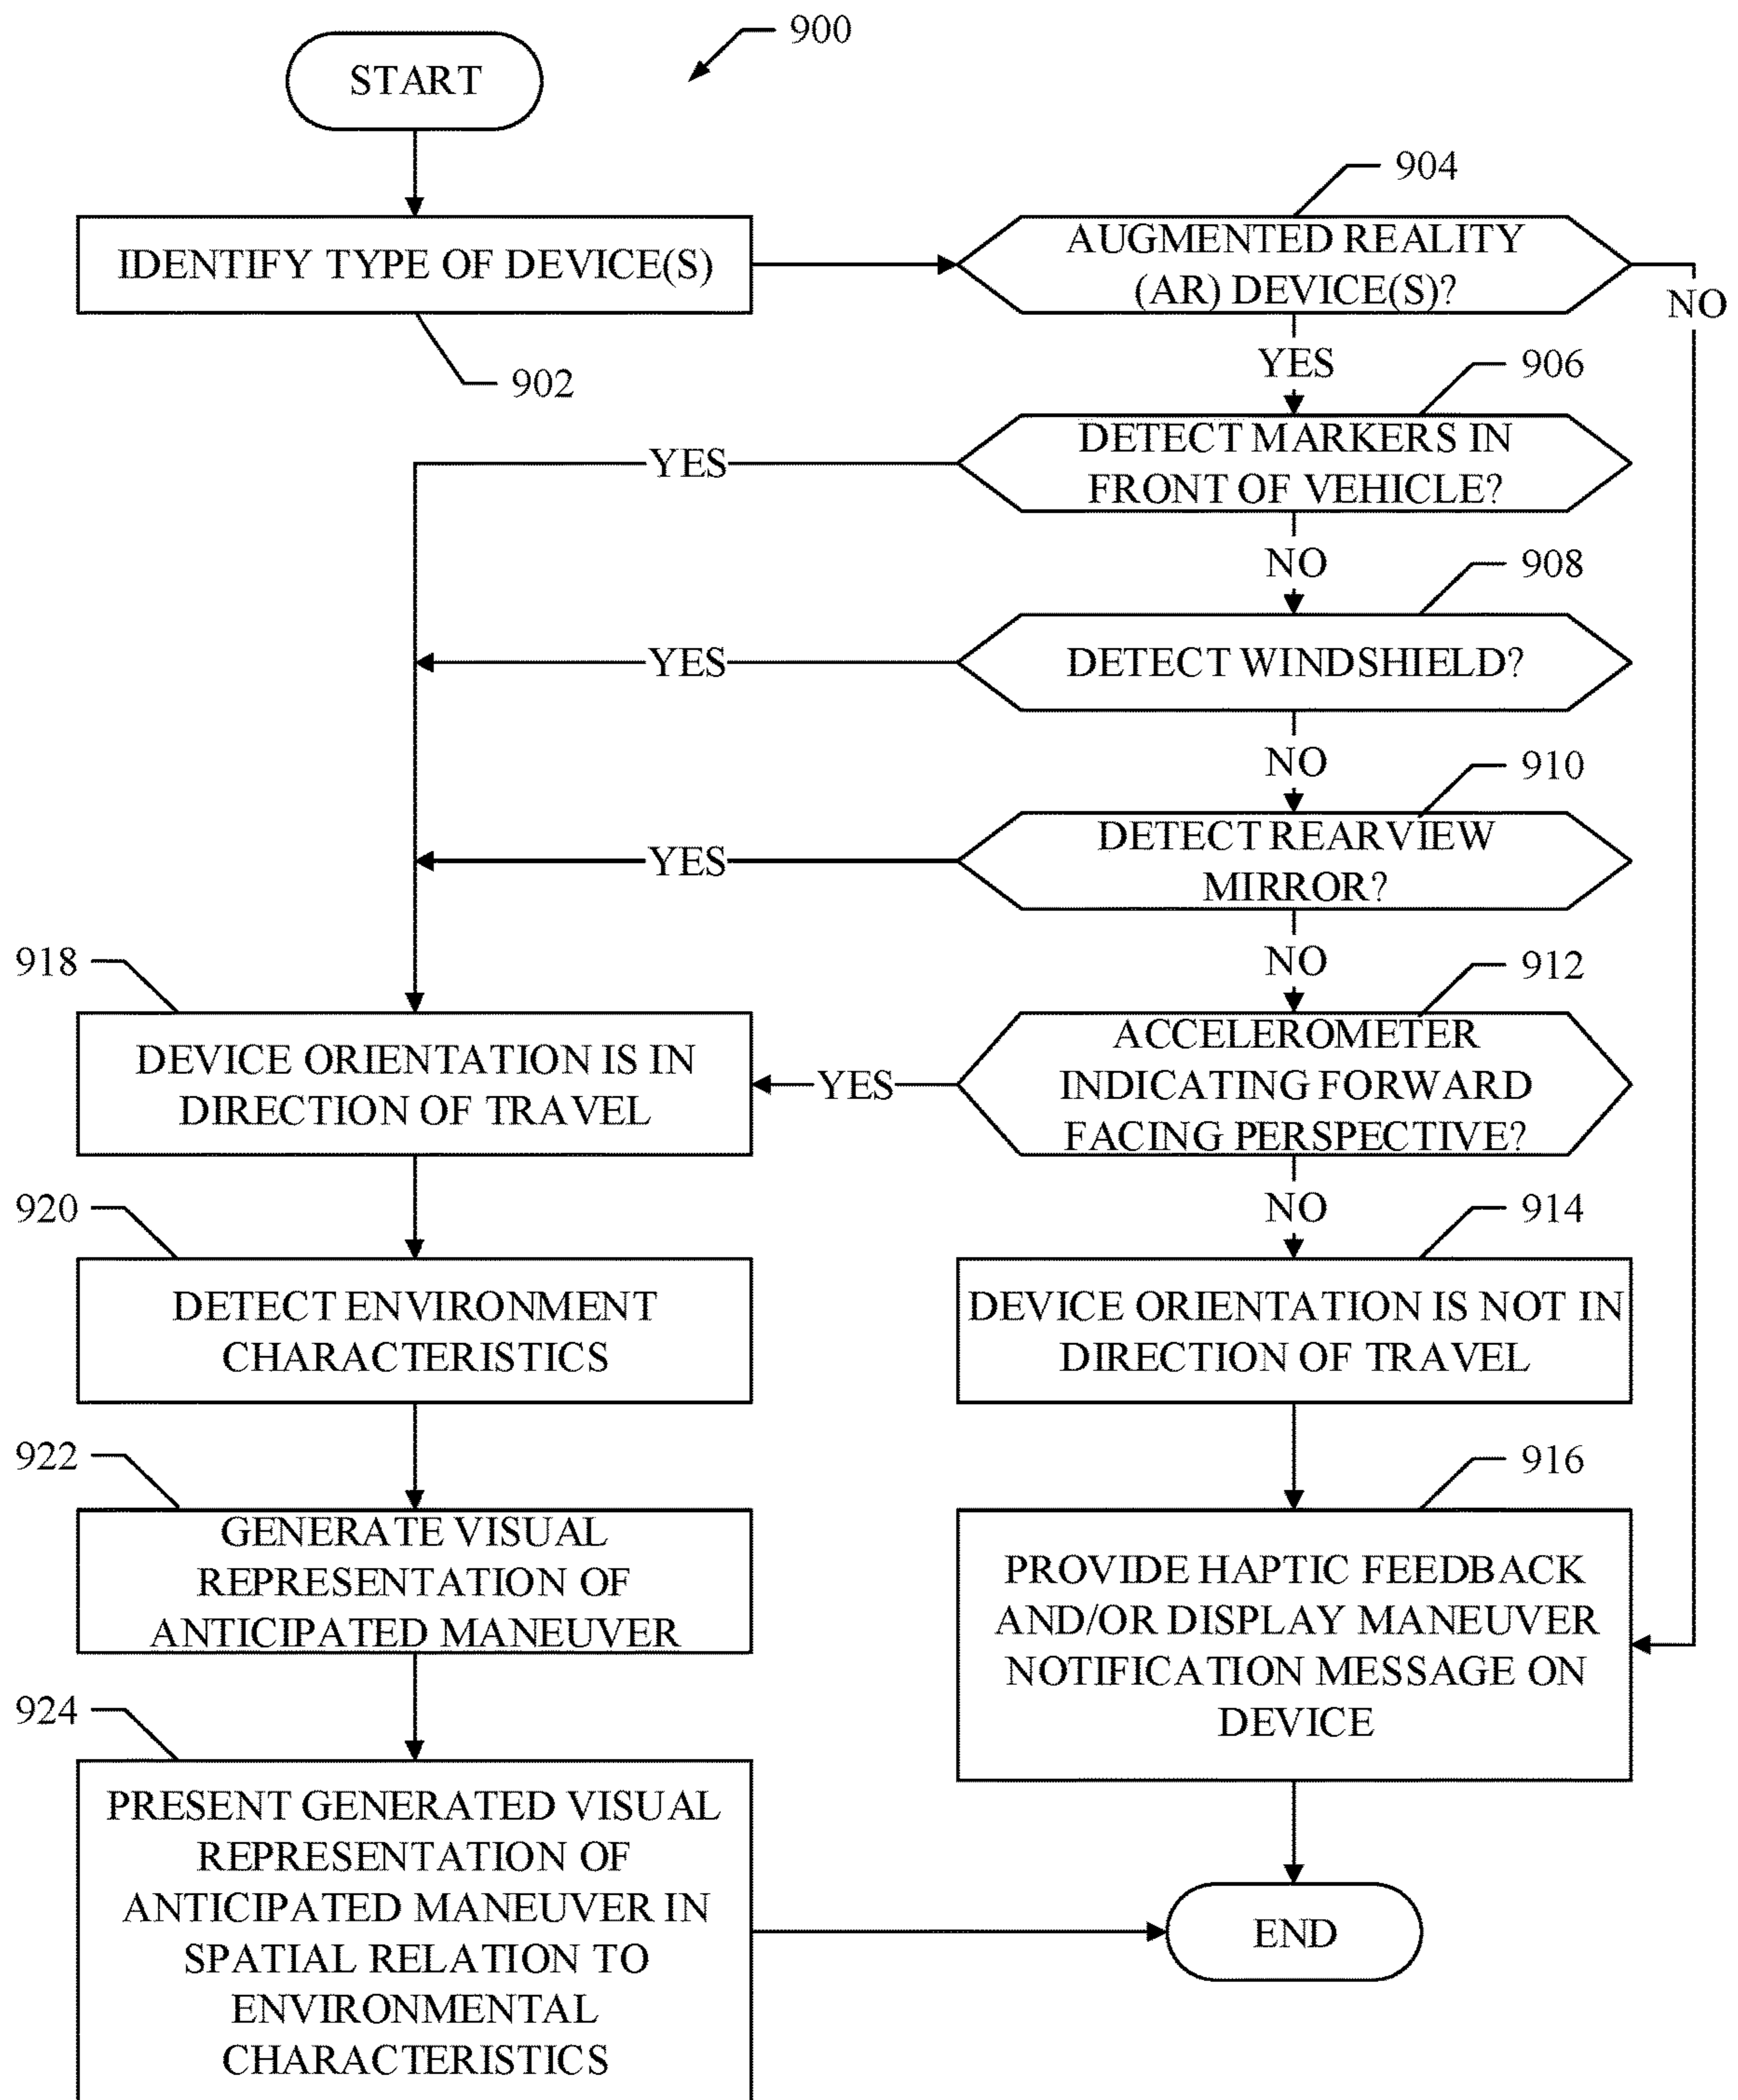 900
START
904
IDENTIFY TYPE OF DEVICE(S)
902
AUGMENTED REALITY
(AR) DEVICE(S)?
NO
YES
906
DETECT MARKERS IN
FRONT OF VEHICLE?
YES
NO
908
DETECT WINDSHIELD?
YES
NO
910
DETECT REARVIEW
MIRROR?
YES
NO
912
ACCELEROMETER
INDICATING FORWARD
FACING PERSPECTIVE?
YES
NO
918
DEVICE ORIENTATION IS IN
DIRECTION OF TRAVEL
914
DEVICE ORIENTATION IS NOT IN
DIRECTION OF TRAVEL
920
DETECT ENVIRONMENT
CHARACTERISTICS
916
PROVIDE HAPTIC FEEDBACK
AND/OR DISPLAY MANEUVER
NOTIFICATION MESSAGE ON
DEVICE
922
GENERATE VISUAL
REPRESENTATION OF
ANTICIPATED MANEUVER
924
PRESENT GENERATED VISUAL
REPRESENTATION OF
ANTICIPATED MANEUVER IN
SPATIAL RELATION TO
ENVIRONMENTAL
CHARACTERISTICS
END